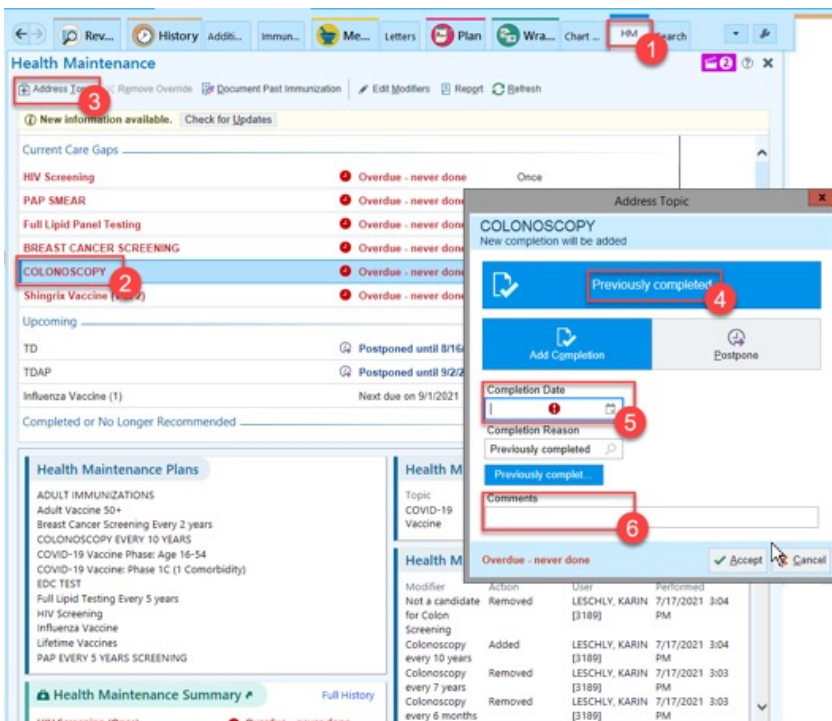 Rev... History Additi... Immun... Me... Letters Plan Wra... Chart ... HM Search
1
Health Maintenance
2
3
Address Remove Override Document Past Immunization Edit Modifiers Report Refresh
New information available. Check for Updates
Current Care Gaps
HIV Screening Overdue - never done Once
PAP SMEAR Overdue - never done
Full Lipid Panel Testing Overdue - never done
BREAST CANCER SCREENING Overdue - never done
COLONOSCOPY Overdue - never done
2
Shingrix Vaccine Overdue - never done
Upcoming
TD Postponed until 8/16/
TDAP Postponed until 9/2/2
Influenza Vaccine (1) Next due on 9/1/2021
Completed or No Longer Recommended
Address Topic
COLONOSCOPY
New completion will be added
Previously completed
4
Add Completion Postpone
Completion Date
5
Completion Reason
Previously completed
Previously complet...
Comments
6
Overdue - never done Accept Cancel
Health Maintenance Plans
ADULT IMMUNIZATIONS
Adult Vaccine 50+
Breast Cancer Screening Every 2 years
COLONOSCOPY EVERY 10 YEARS
COVID-19 Vaccine Phase: Age 16-54
COVID-19 Vaccine: Phase 1C (1 Comorbidity)
EDC TEST
Full Lipid Testing Every 5 years
HIV Screening
Influenza Vaccine
Lifetime Vaccines
PAP EVERY 5 YEARS SCREENING
Health Maintenance Summary Full History
Health M
Topic
COVID-19
Vaccine
Health M
Modifier Action User Performed
Not a candidate Removed LESCHLY, KARIN 7/17/2021 3:04
for Colon [3189] PM
Screening
Colonoscopy Added LESCHLY, KARIN 7/17/2021 3:04
every 10 years [3189] PM
Colonoscopy Removed LESCHLY, KARIN 7/17/2021 3:03
every 7 years [3189] PM
Colonoscopy Removed LESCHLY, KARIN 7/17/2021 3:03
every 6 months [3189] PM